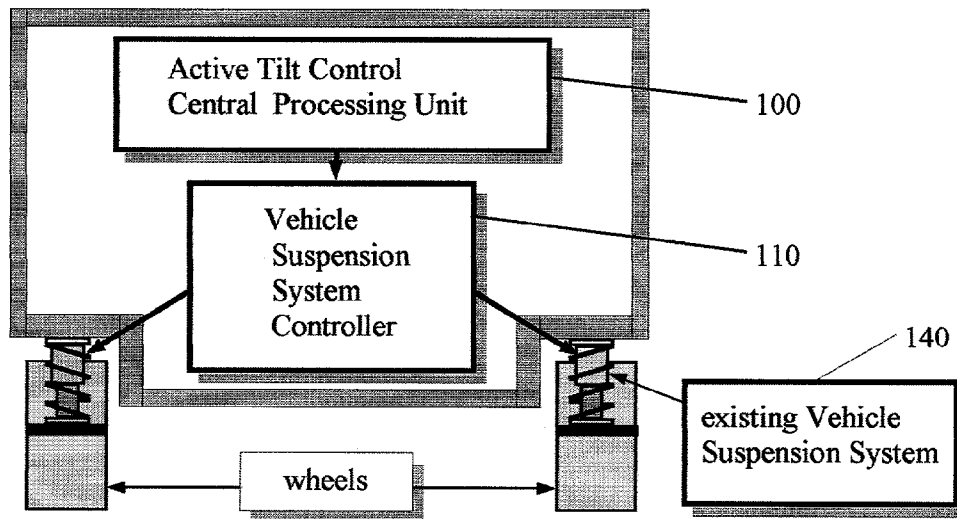 Active Tilt Control
Central Processing Unit
100
Vehicle
Suspension
System
Controller
110
140
existing Vehicle
Suspension System
wheels